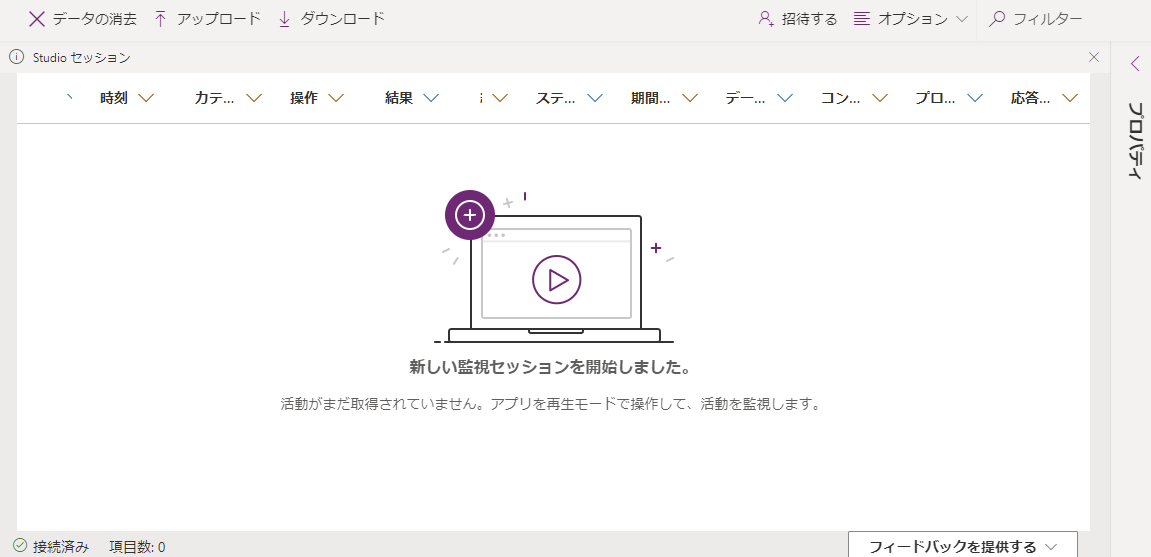 データの消去 アップロード ダウンロード 招待する オプション フィルター
Studio セッション
時刻 カテ... 操作 結果 ステ... 期間... デー... コン... プロ... 応答...
プロパティ
新しい監視セッションを開始しました。
活動がまだ取得されていません。アプリを再生モードで操作して、活動を監視します。
接続済み 項目数: 0 フィードバックを提供する